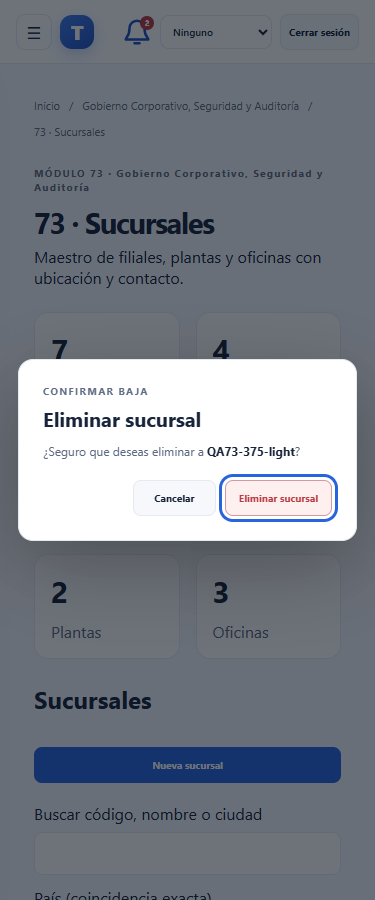 ☰ T 2 Ninguno Cerrar sesión
Inicio / Gobierno Corporativo, Seguridad y Auditoría /
73 · Sucursales
MÓDULO 73 · Gobierno Corporativo, Seguridad y
Auditoría
73 · Sucursales
Maestro de filiales, plantas y oficinas con
ubicación y contacto.
7 4
CONFIRMAR BAJA
Eliminar sucursal
¿Seguro que deseas eliminar a QA73-375-light?
Cancelar Eliminar sucursal
2 3
Plantas Oficinas
Sucursales
Nueva sucursal
Buscar código, nombre o ciudad
País (coincidencia exacta)